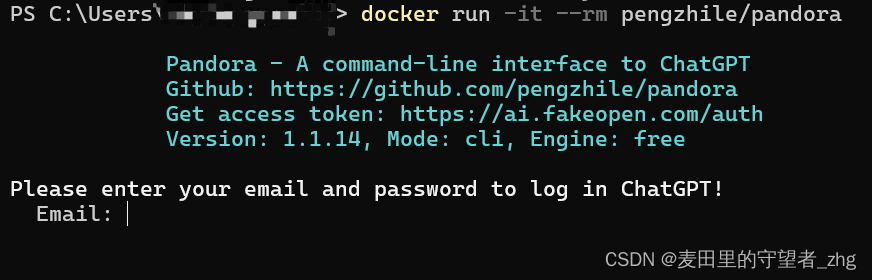 PS C:\Users\> docker run -it --rm pengzhile/pandora
Pandora - A command-line interface to ChatGPT
Github: https://github.com/pengzhile/pandora
Get access token: https://ai.fakeopen.com/auth
Version: 1.1.14, Mode: cli, Engine: free
Please enter your email and password to log in ChatGPT!
Email:
CSDN @麦田里的守望者_zhg